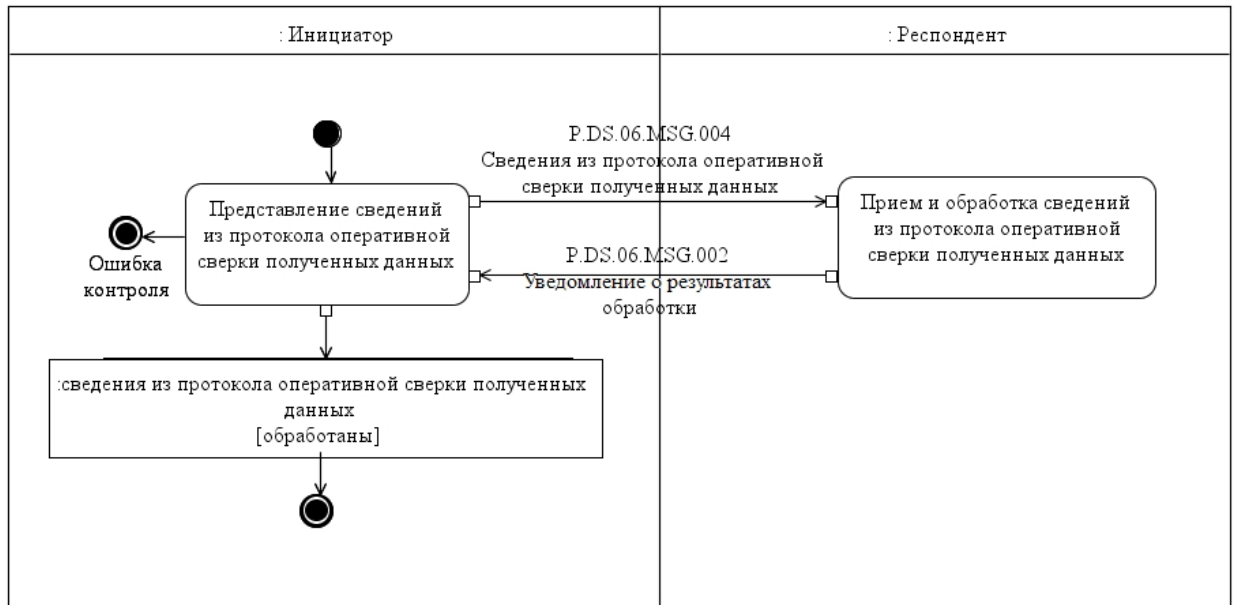 : Инициатор
: Респондент
P.DS.06.MSG.004
Сведения из протокола оперативной
сверки полученных данных
Представление сведений
из протокола оперативной
сверки полученных данных
Прием и обработка сведений
из протокола оперативной
сверки полученных данных
Ошибка
контроля
P.DS.06.MSG.002
Уведомление о результатах
обработки
:сведения из протокола оперативной сверки полученных
данных
[обработаны]